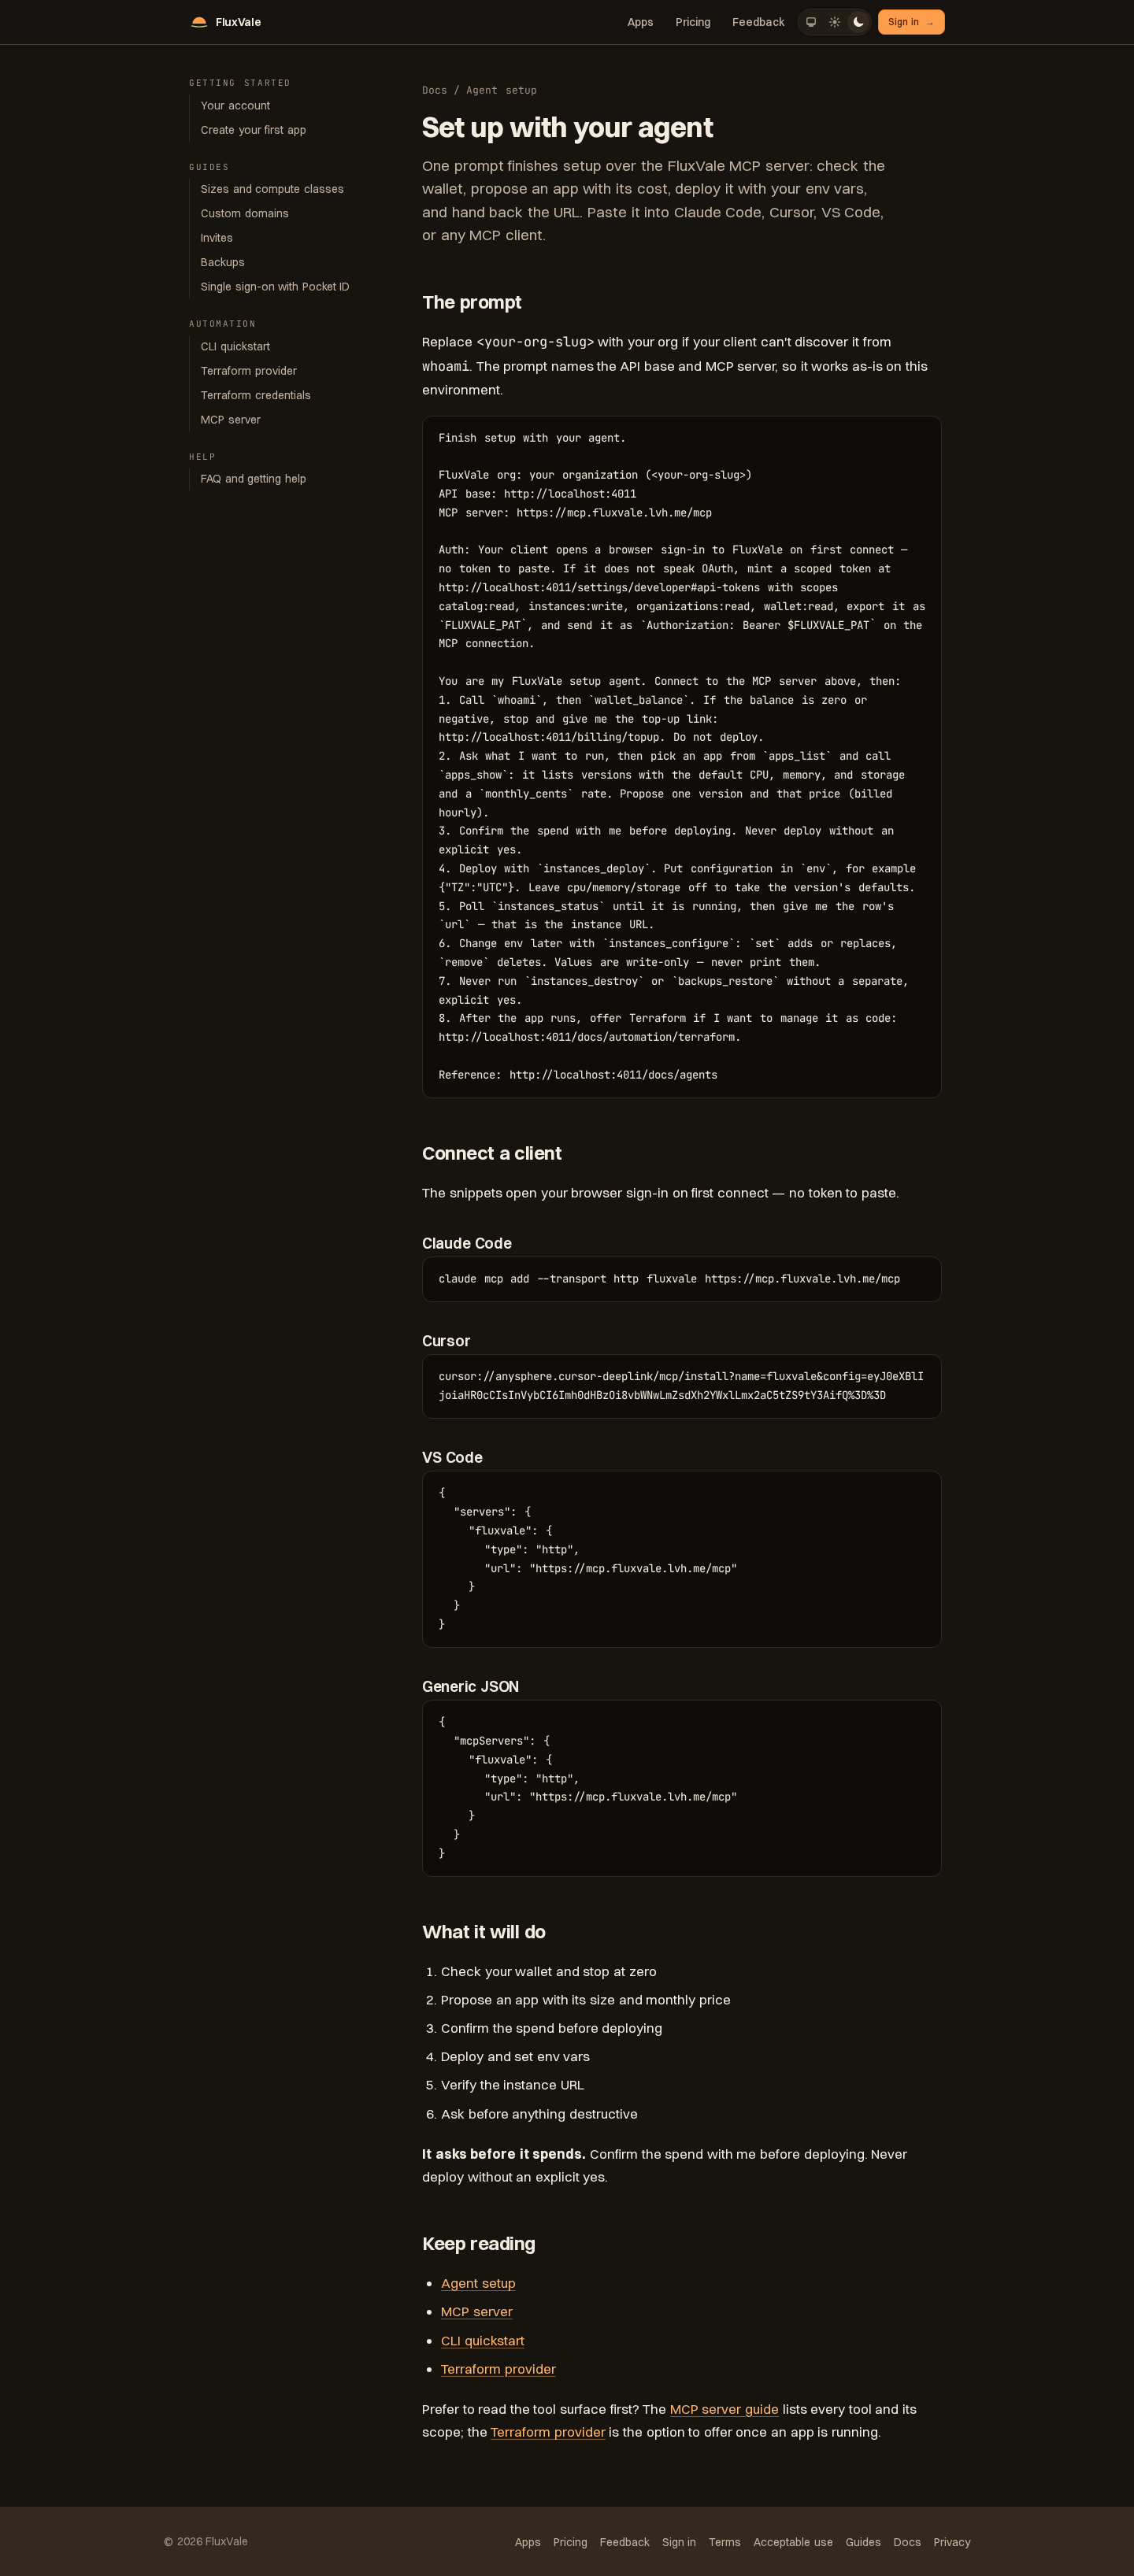 FluxVale
Apps
Pricing
Feedback
Sign in →
GETTING STARTED
Your account
Create your first app
GUIDES
Sizes and compute classes
Custom domains
Invites
Backups
Single sign-on with Pocket ID
AUTOMATION
CLI quickstart
Terraform provider
Terraform credentials
MCP server
HELP
FAQ and getting help
Docs / Agent setup
Set up with your agent
One prompt finishes setup over the FluxVale MCP server: check the
wallet, propose an app with its cost, deploy it with your env vars,
and hand back the URL. Paste it into Claude Code, Cursor, VS Code,
or any MCP client.
The prompt
Replace <your-org-slug> with your org if your client can't discover it from
whoami. The prompt names the API base and MCP server, so it works as-is on this
environment.
Finish setup with your agent.
FluxVale org: your organization (<your-org-slug>)
API base: http://localhost:4011
MCP server: https://mcp.fluxvale.lvh.me/mcp
Auth: Your client opens a browser sign-in to FluxVale on first connect —
no token to paste. If it does not speak OAuth, mint a scoped token at
http://localhost:4011/settings/developer#api-tokens with scopes
catalog:read, instances:write, organizations:read, wallet:read, export it as
`FLUXVALE_PAT`, and send it as `Authorization: Bearer $FLUXVALE_PAT` on the
MCP connection.
You are my FluxVale setup agent. Connect to the MCP server above, then:
1. Call `whoami`, then `wallet_balance`. If the balance is zero or
negative, stop and give me the top-up link:
http://localhost:4011/billing/topup. Do not deploy.
2. Ask what I want to run, then pick an app from `apps_list` and call
`apps_show`: it lists versions with the default CPU, memory, and storage
and a `monthly_cents` rate. Propose one version and that price (billed
hourly).
3. Confirm the spend with me before deploying. Never deploy without an
explicit yes.
4. Deploy with `instances_deploy`. Put configuration in `env`, for example
{"TZ":"UTC"}. Leave cpu/memory/storage off to take the version's defaults.
5. Poll `instances_status` until it is running, then give me the row's
`url` — that is the instance URL.
6. Change env later with `instances_configure`: `set` adds or replaces,
`remove` deletes. Values are write-only — never print them.
7. Never run `instances_destroy` or `backups_restore` without a separate,
explicit yes.
8. After the app runs, offer Terraform if I want to manage it as code:
http://localhost:4011/docs/automation/terraform.
Reference: http://localhost:4011/docs/agents
Connect a client
The snippets open your browser sign-in on first connect — no token to paste.
Claude Code
claude mcp add --transport http fluxvale https://mcp.fluxvale.lvh.me/mcp
Cursor
cursor://anysphere.cursor-deeplink/mcp/install?name=fluxvale&config=eyJ0eXBlI
joiaHR0cCIsInVybCI6Imh0dHBzOi8vbWNwLmZsdXh2YWxlLmx2aC5tZS9tY3AifQ%3D%3D
VS Code
{
"servers": {
"fluxvale": {
"type": "http",
"url": "https://mcp.fluxvale.lvh.me/mcp"
}
}
}
Generic JSON
{
"mcpServers": {
"fluxvale": {
"type": "http",
"url": "https://mcp.fluxvale.lvh.me/mcp"
}
}
}
What it will do
1. Check your wallet and stop at zero
2. Propose an app with its size and monthly price
3. Confirm the spend before deploying
4. Deploy and set env vars
5. Verify the instance URL
6. Ask before anything destructive
It asks before it spends. Confirm the spend with me before deploying. Never
deploy without an explicit yes.
Keep reading
Agent setup
MCP server
CLI quickstart
Terraform provider
Prefer to read the tool surface first? The MCP server guide lists every tool and its
scope; the Terraform provider is the option to offer once an app is running.
© 2026 FluxVale
Apps
Pricing
Feedback
Sign in
Terms
Acceptable use
Guides
Docs
Privacy